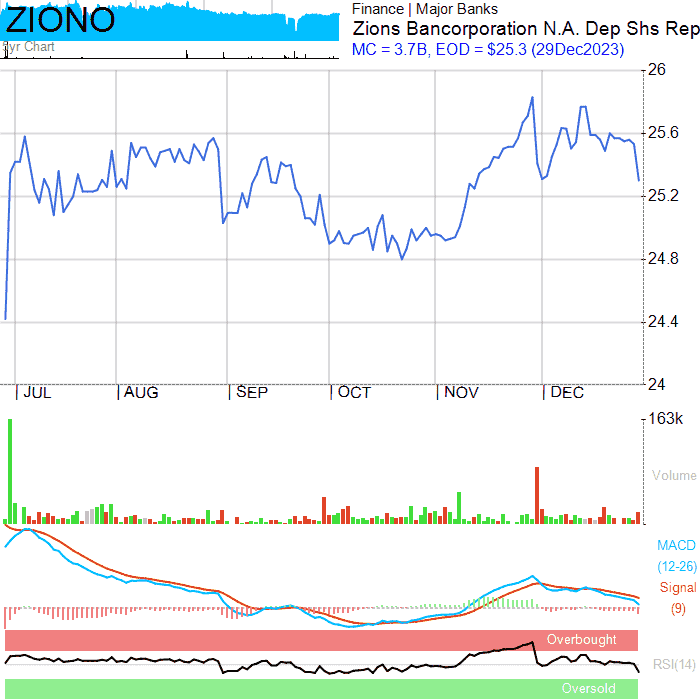 ZIONO
5yr Chart
Finance | Major Banks
Zions Bancorporation N.A. Dep Shs Rep
MC = 3.7B, EOD = $25.3 (29Dec2023)
26
25.6
25.2
24.8
24.4
24
JUL AUG SEP OCT NOV DEC
163k
Volume
MACD
(12-26)
Signal
(9)
Overbought
RSI(14)
Oversold